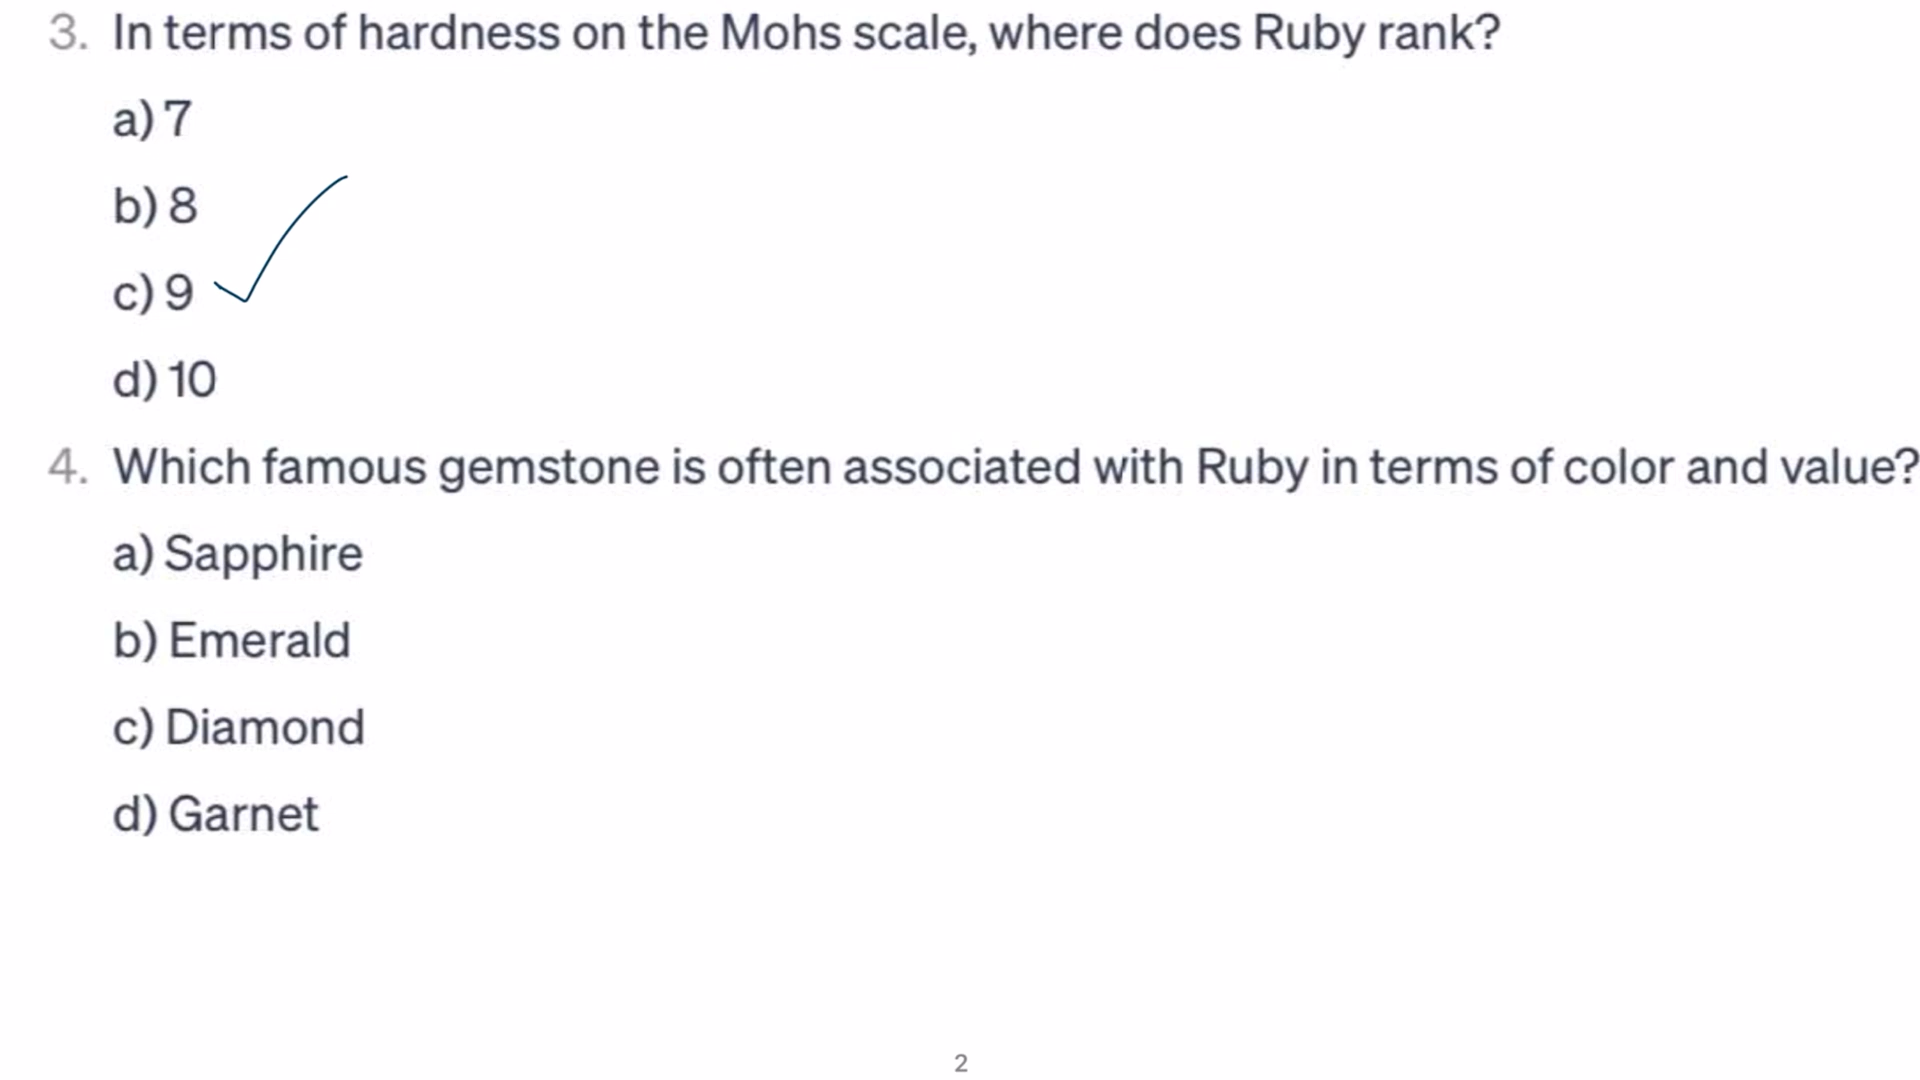 3. In terms of hardness on the Mohs scale, where does Ruby rank?
a) 7
b) 8
c) 9
d) 10
4. Which famous gemstone is often associated with Ruby in terms of color and value?
a) Sapphire
b) Emerald
c) Diamond
d) Garnet
2